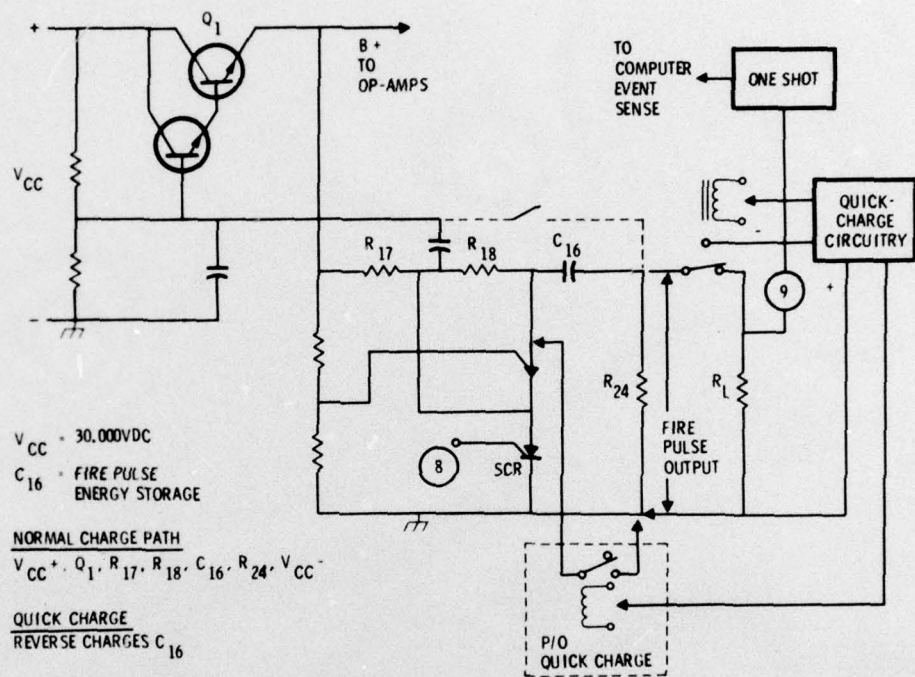 Q1
+
B +
TO
OP-AMPS
TO
COMPUTER
EVENT
SENSE
ONE SHOT
VCC
QUICK-
CHARGE
CIRCUITRY
-
+
R17
R18
C16
9
-
R24
RL
FIRE
PULSE
OUTPUT
8
SCR
VCC = 30.000VDC
C16 = FIRE PULSE
ENERGY STORAGE
NORMAL CHARGE PATH
VCC+, Q1, R17, R18, C16, R24, VCC-
QUICK CHARGE
REVERSE CHARGES C16
P/O
QUICK CHARGE